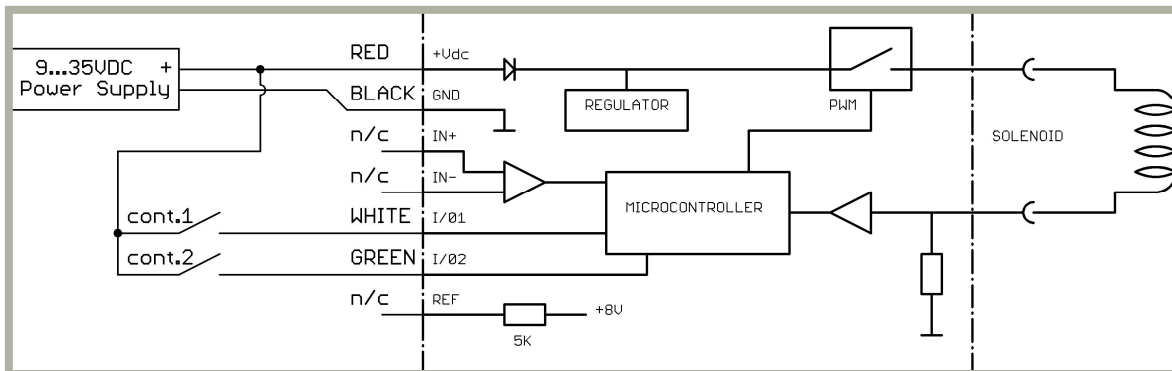 9...35VDC +
Power Supply
RED
+Vdc
BLACK
GND
n/c
IN+
n/c
IN-
cont.1
WHITE
I/01
cont.2
GREEN
I/02
n/c
REF
+8V
5K
REGULATOR
PWM
MICROCONTROLLER
SOLENOID